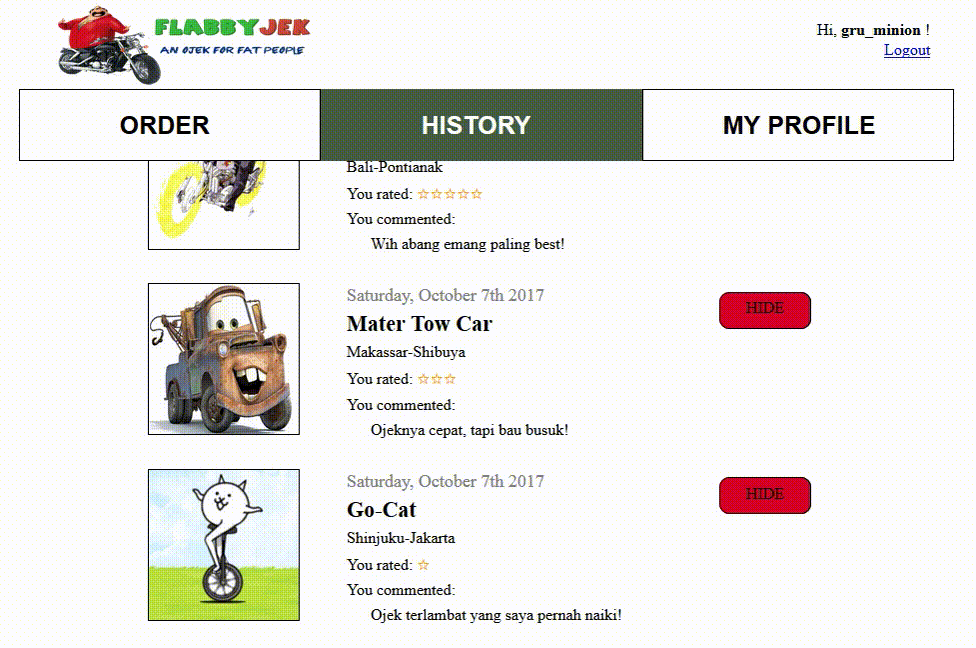 FLABBYJEK
AN OJEK FOR FAT PEOPLE
Hi, gru_minion !
Logout
ORDER
HISTORY
MY PROFILE
Bali-Pontianak
You rated: ☆☆☆☆☆
You commented:
Wih abang emang paling best!
Saturday, October 7th 2017
HIDE
Mater Tow Car
Makassar-Shibuya
You rated: ☆☆☆
You commented:
Ojeknya cepat, tapi bau busuk!
Saturday, October 7th 2017
HIDE
Go-Cat
Shinjuku-Jakarta
You rated: ☆
You commented:
Ojek terlambat yang saya pernah naiki!